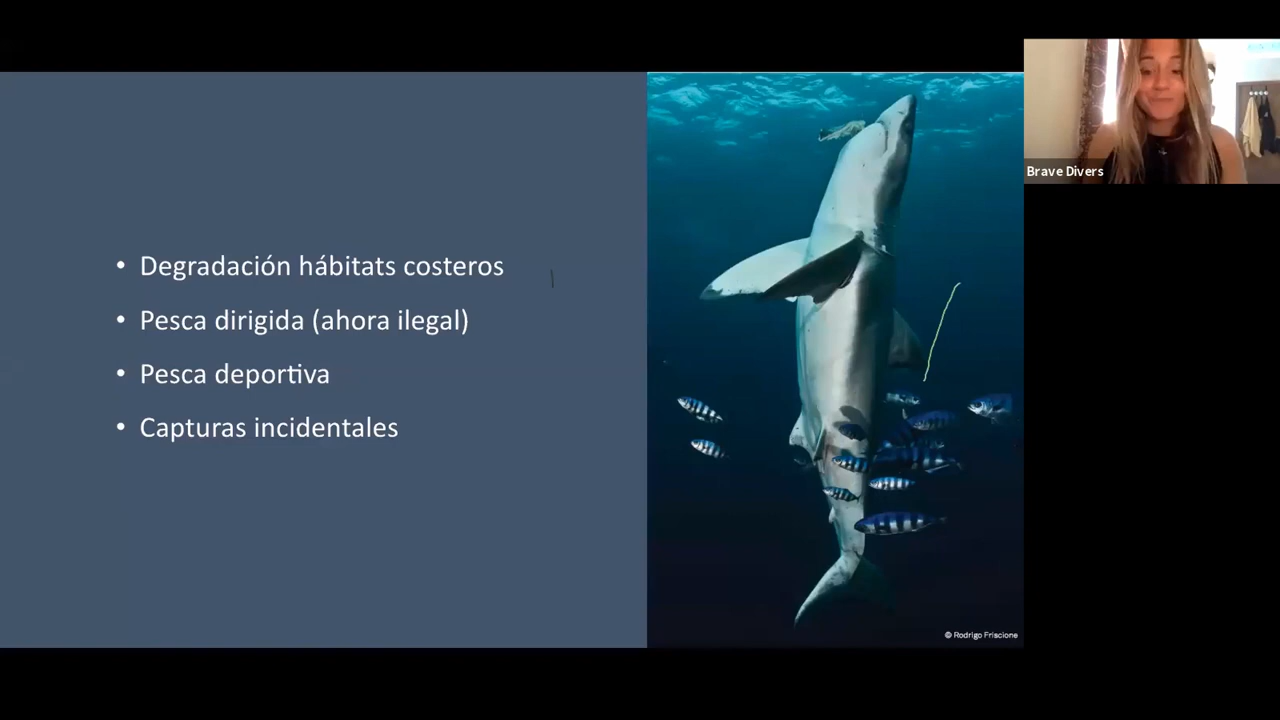 • Degradación hábitats costeros
• Pesca dirigida (ahora ilegal)
• Pesca deportiva
• Capturas incidentales
Brave Divers
© Rodrigo Friscione